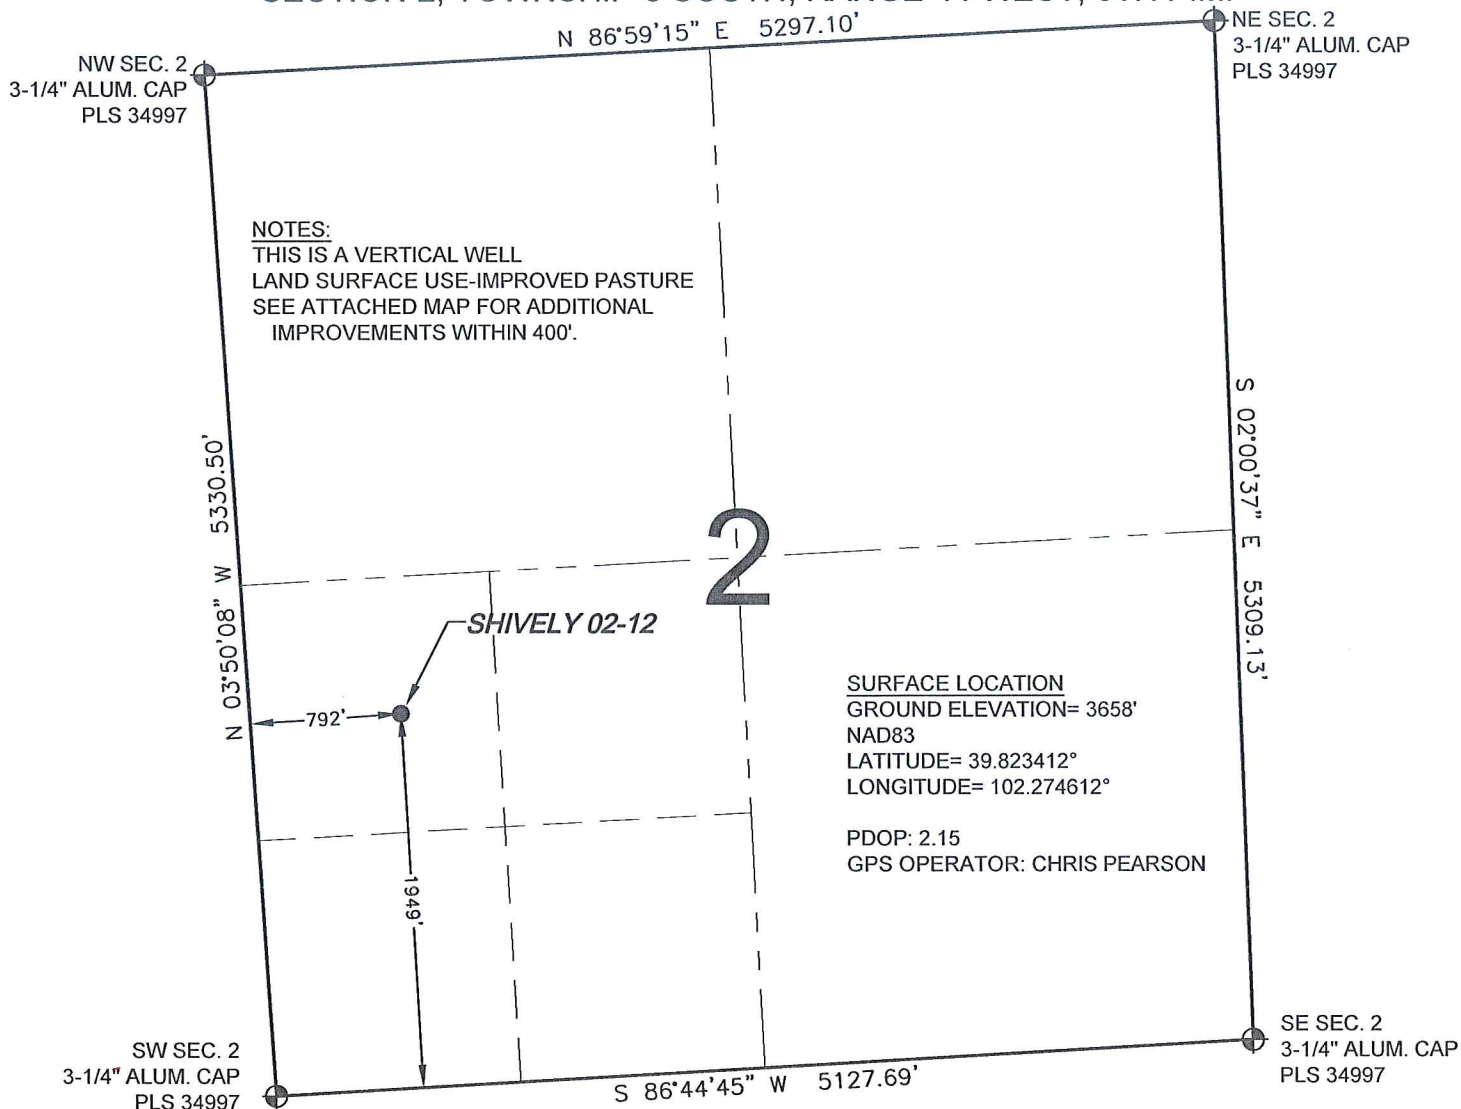 N 86°59'15" E 5297.10'
NW SEC. 2
3-1/4" ALUM. CAP
PLS 34997
NE SEC. 2
3-1/4" ALUM. CAP
PLS 34997
NOTES:
THIS IS A VERTICAL WELL
LAND SURFACE USE-IMPROVED PASTURE
SEE ATTACHED MAP FOR ADDITIONAL
IMPROVEMENTS WITHIN 400'.
N 03°50'08" W 5330.50'
S 02°00'37" E 5309.13'
2
SHIVELY 02-12
792'
1949'
SURFACE LOCATION
GROUND ELEVATION= 3658'
NAD83
LATITUDE= 39.823412°
LONGITUDE= 102.274612°
PDOP: 2.15
GPS OPERATOR: CHRIS PEARSON
SW SEC. 2
3-1/4" ALUM. CAP
PLS 34997
S 86°44'45" W 5127.69'
SE SEC. 2
3-1/4" ALUM. CAP
PLS 34997